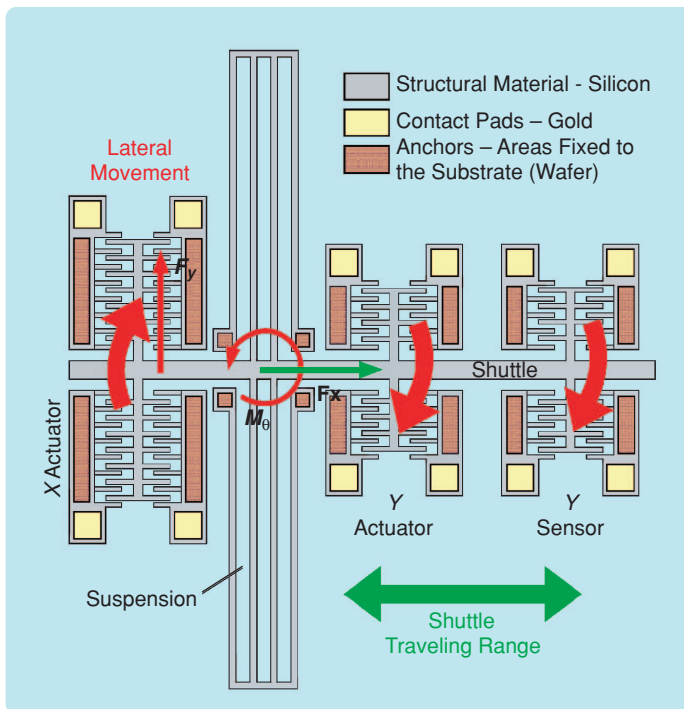 Structural Material - Silicon
Contact Pads – Gold
Anchors – Areas Fixed to
the Substrate (Wafer)
Lateral
Movement
Fy
Shuttle
Fx
Mθ
X Actuator
Y
Actuator
Y
Sensor
Suspension
Shuttle
Traveling Range